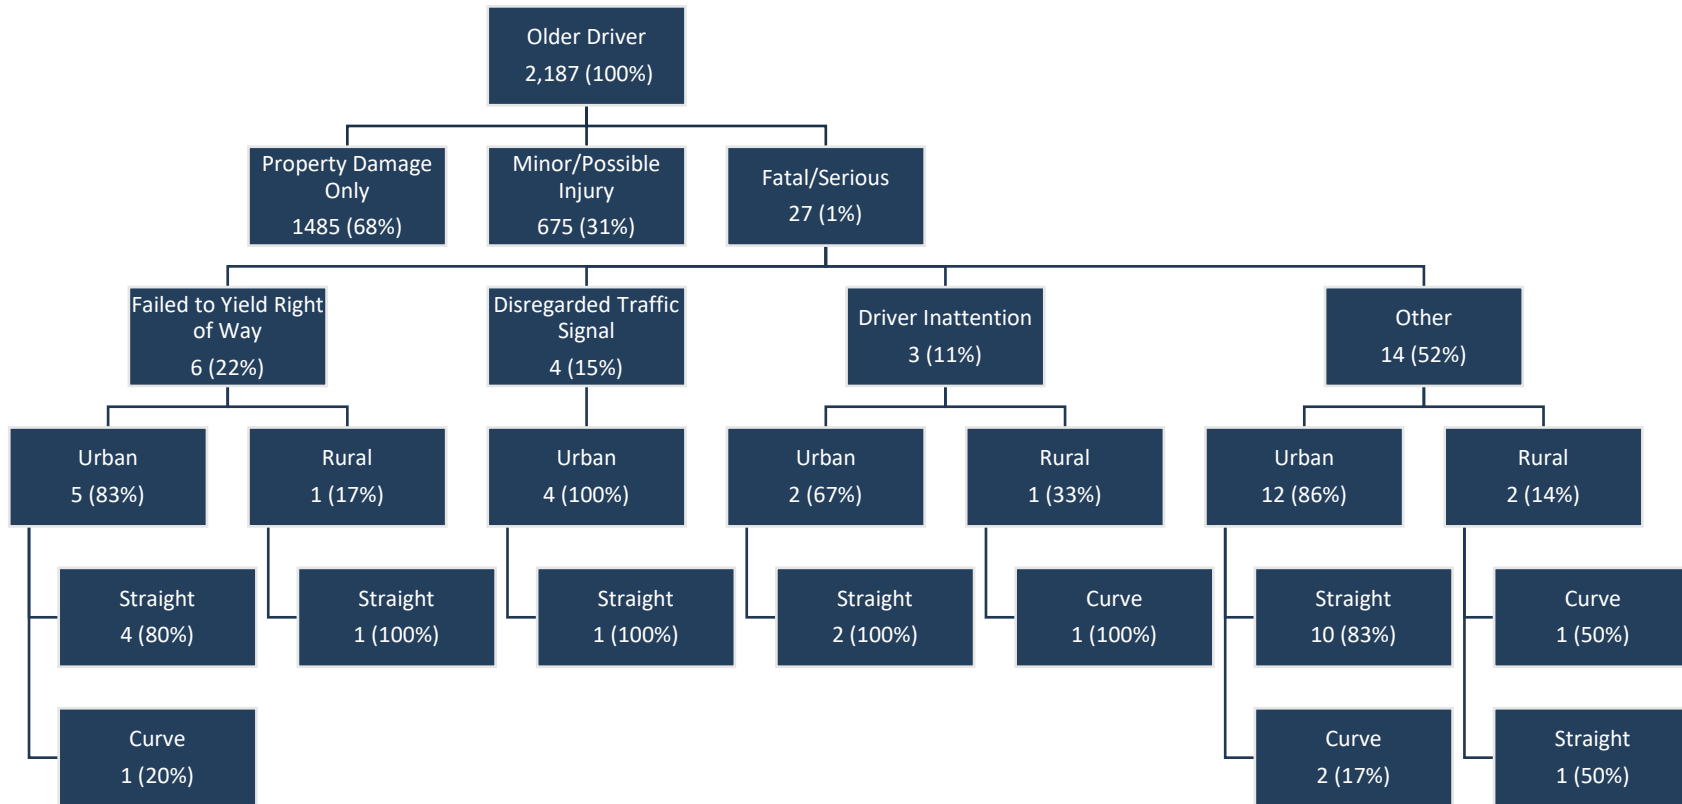 Older Driver
2,187 (100%)
Property Damage
Only
1485 (68%)
Minor/Possible
Injury
675 (31%)
Fatal/Serious
27 (1%)
Failed to Yield Right
of Way
6 (22%)
Disregarded Traffic
Signal
4 (15%)
Driver Inattention
3 (11%)
Other
14 (52%)
Urban
5 (83%)
Rural
1 (17%)
Urban
4 (100%)
Urban
2 (67%)
Rural
1 (33%)
Urban
12 (86%)
Rural
2 (14%)
Straight
4 (80%)
Straight
1 (100%)
Straight
1 (100%)
Straight
2 (100%)
Curve
1 (100%)
Straight
10 (83%)
Curve
1 (50%)
Curve
1 (20%)
Curve
2 (17%)
Straight
1 (50%)